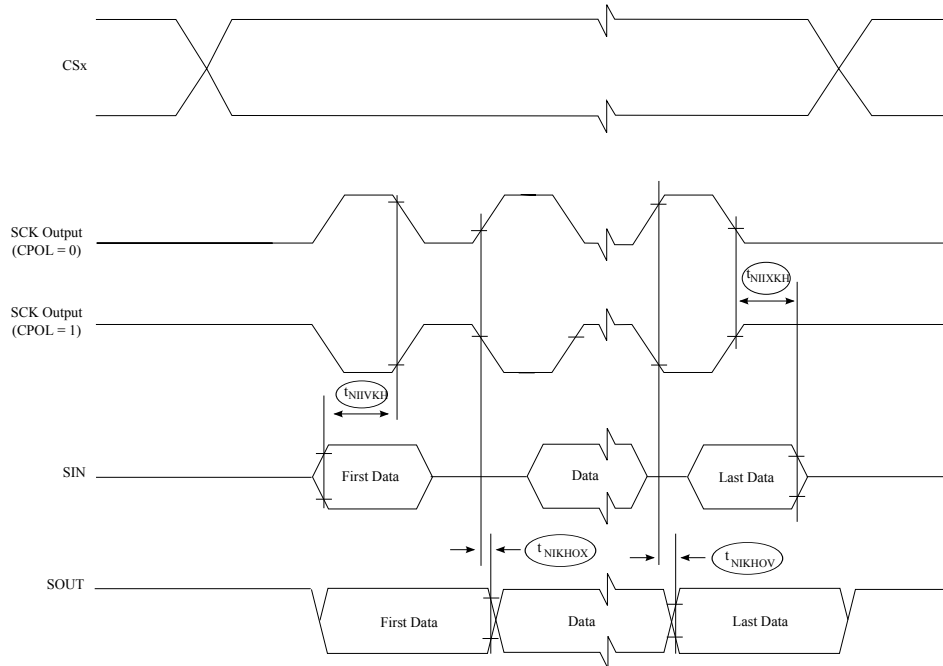 CSx
SCK Output
(CPOL = 0)
tNIIXKH
SCK Output
(CPOL = 1)
tNIIVKH
SIN
First Data
Data
Last Data
tNIKHOX
tNIKHOV
SOUT
First Data
Data
Last Data